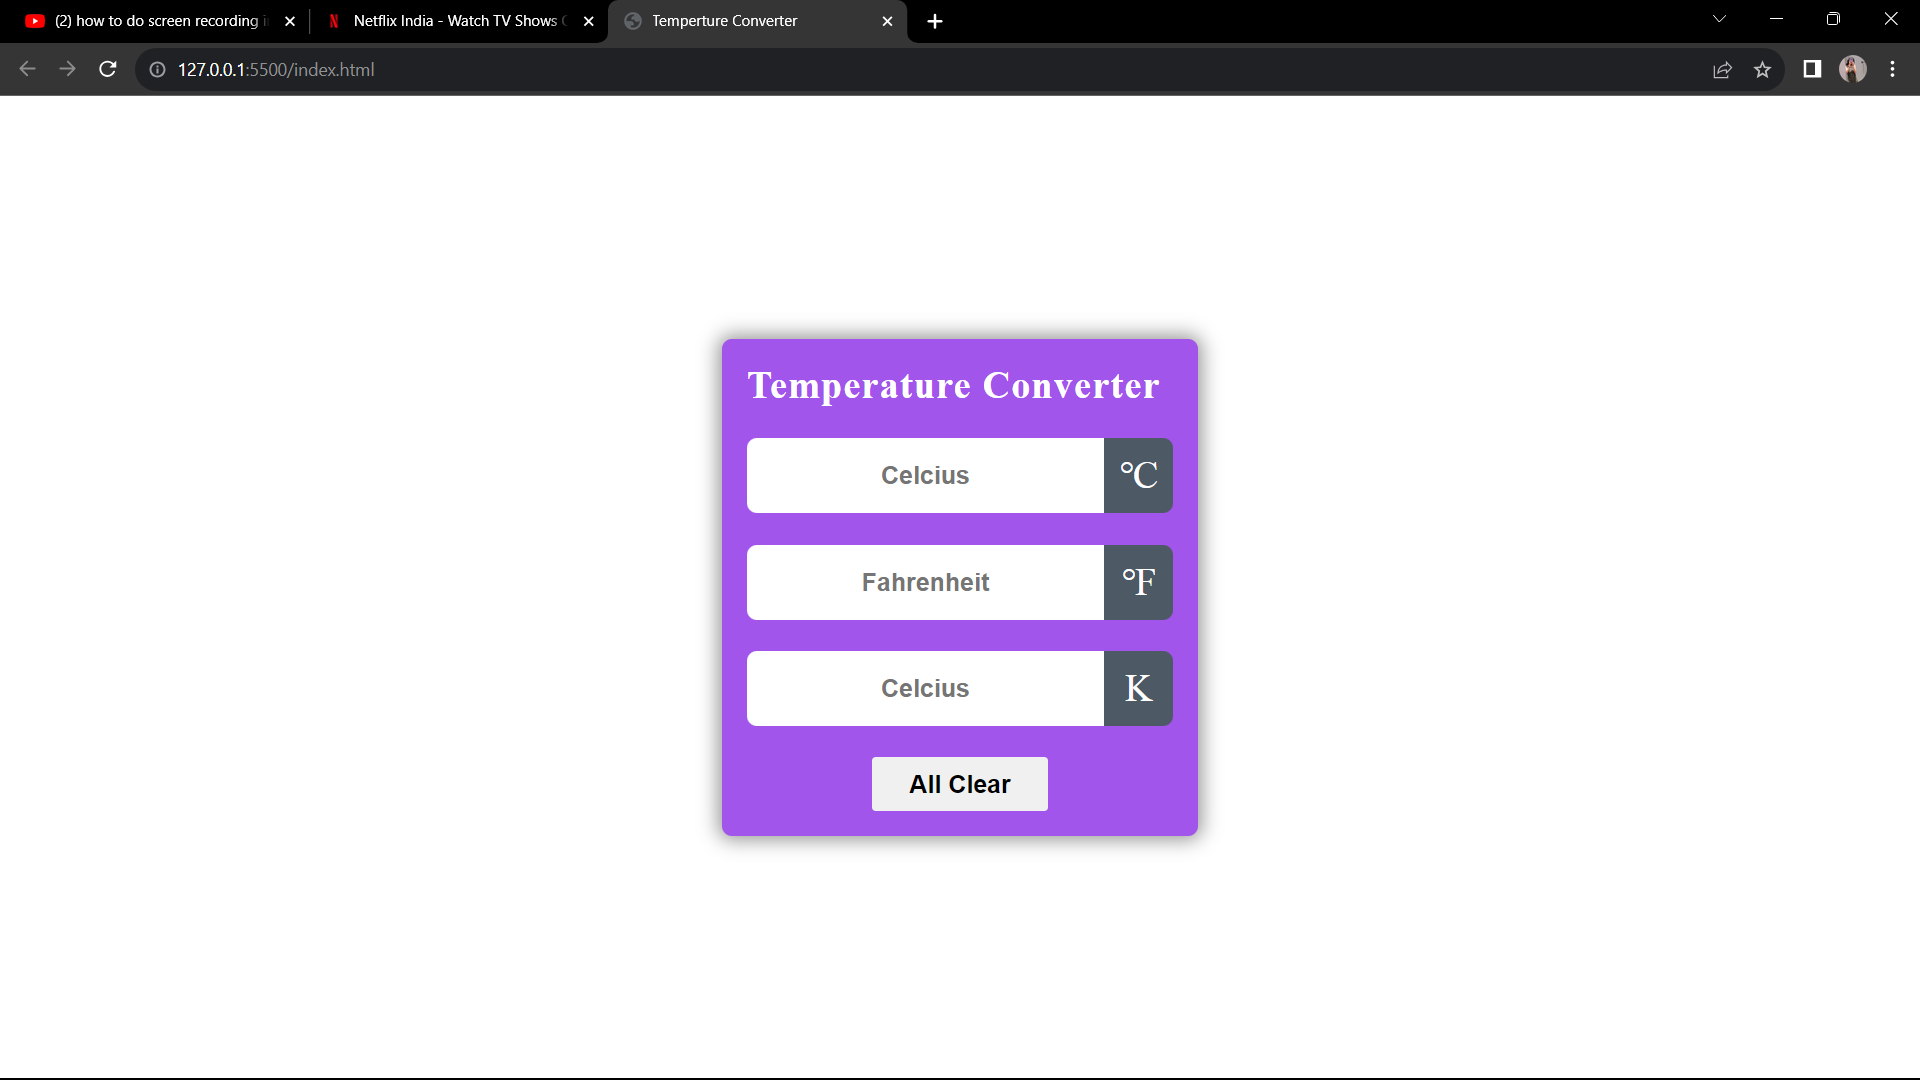 (2) how to do screen recording i
Netflix India - Watch TV Shows
Temperture Converter
127.0.0.1:5500/index.html
Temperature Converter
Celcius
℃
Fahrenheit
℉
Celcius
K
All Clear